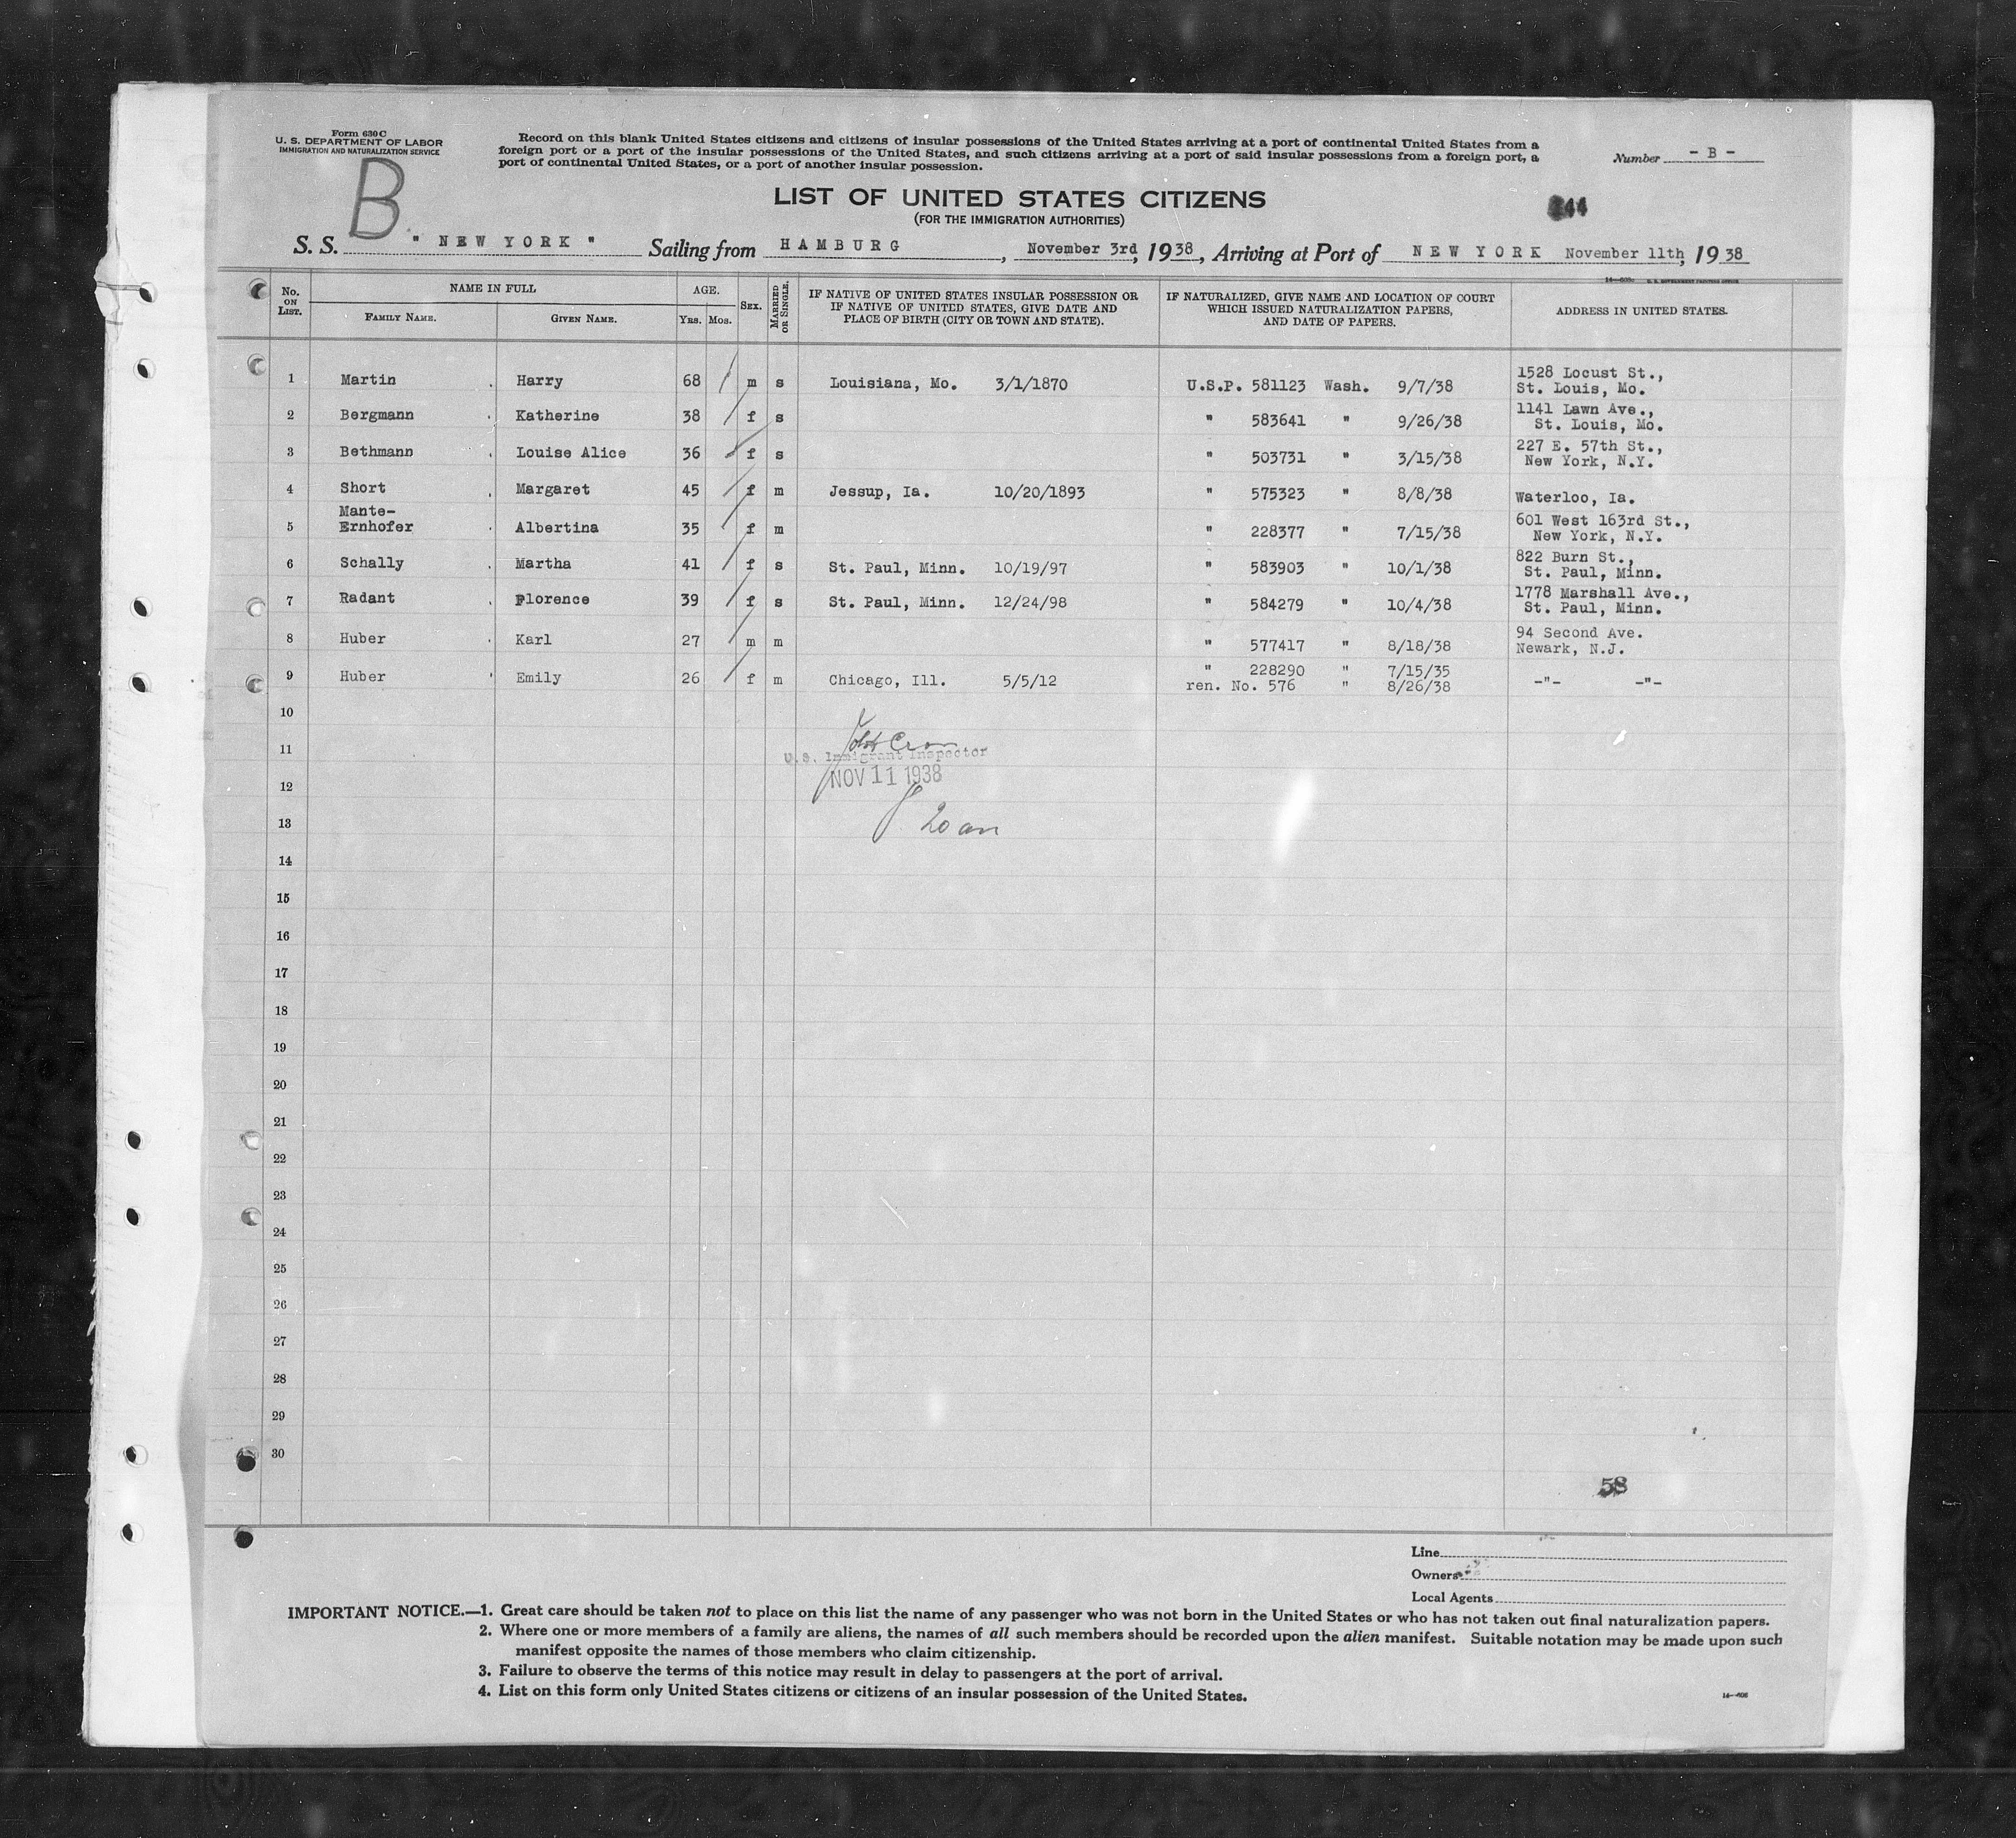 Form 630 C
U. S. DEPARTMENT OF LABOR
IMMIGRATION AND NATURALIZATION SERVICE
B
Record on this blank United States citizens and citizens of insular possessions of the United States arriving at a port of continental United States from a
foreign port or a port of the insular possessions of the United States, and such citizens arriving at a port of said insular possessions from a foreign port, a
port of continental United States, or a port of another insular possession.
Number - B -
LIST OF UNITED STATES CITIZENS
(FOR THE IMMIGRATION AUTHORITIES)
44
S. S. " NEW YORK " Sailing from HAMBURG, November 3rd, 1938, Arriving at Port of NEW YORK November 11th, 1938
No. ON LIST. NAME IN FULL FAMILY NAME. GIVEN NAME. AGE. YRS. MOS. SEX. MARRIED OR SINGLE. IF NATIVE OF UNITED STATES INSULAR POSSESSION OR IF NATIVE OF UNITED STATES, GIVE DATE AND PLACE OF BIRTH (CITY OR TOWN AND STATE). IF NATURALIZED, GIVE NAME AND LOCATION OF COURT WHICH ISSUED NATURALIZATION PAPERS, AND DATE OF PAPERS. ADDRESS IN UNITED STATES.
1 Martin Harry 68 m s Louisiana, Mo. 3/1/1870 U.S.P. 581123 Wash. 9/7/38 1528 Locust St., St. Louis, Mo.
2 Bergmann Katherine 38 f s " 583641 " 9/26/38 1141 Lawn Ave., St. Louis, Mo.
3 Bethmann Louise Alice 36 f s " 503731 " 3/15/38 227 E. 57th St., New York, N.Y.
4 Short Margaret 45 f m Jessup, Ia. 10/20/1893 " 575323 " 8/8/38 Waterloo, Ia.
5 Mante-Ernhofer Albertina 35 f m " 228377 " 7/15/38 601 West 163rd St., New York, N.Y.
6 Schally Martha 41 f s St. Paul, Minn. 10/19/97 " 583903 " 10/1/38 822 Burn St., St. Paul, Minn.
7 Radant Florence 39 f s St. Paul, Minn. 12/24/98 " 584279 " 10/4/38 1778 Marshall Ave., St. Paul, Minn.
8 Huber Karl 27 m m " 577417 " 8/18/38 94 Second Ave. Newark, N.J.
9 Huber Emily 26 f m Chicago, Ill. 5/5/12 " 228290 " 7/15/35 ren. No. 576 " 8/26/38 -"- -"-
10
11
U.S. Immigrant Inspector
NOV 11 1938
12
13
14
15
16
17
18
19
20
21
22
23
24
25
26
27
28
29
30
58
Line
Owners
Local Agents
IMPORTANT NOTICE.—1. Great care should be taken not to place on this list the name of any passenger who was not born in the United States or who has not taken out final naturalization papers.
2. Where one or more members of a family are aliens, the names of all such members should be recorded upon the alien manifest. Suitable notation may be made upon such
manifest opposite the names of those members who claim citizenship.
3. Failure to observe the terms of this notice may result in delay to passengers at the port of arrival.
4. List on this form only United States citizens or citizens of an insular possession of the United States.